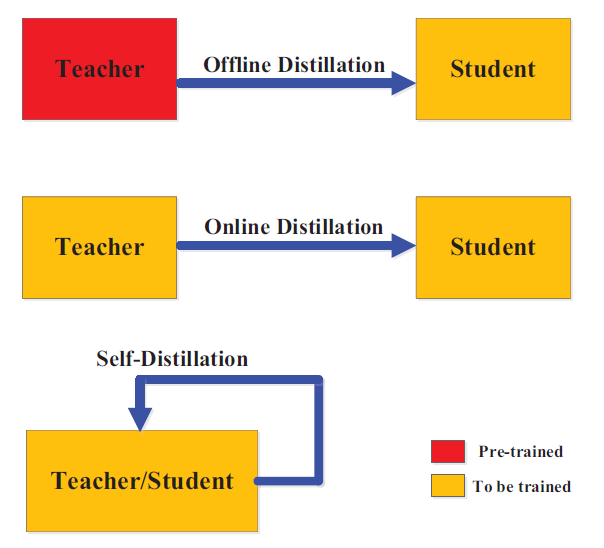 Teacher
Offline Distillation
Student
Teacher
Online Distillation
Student
Self-Distillation
Teacher/Student
Pre-trained
To be trained